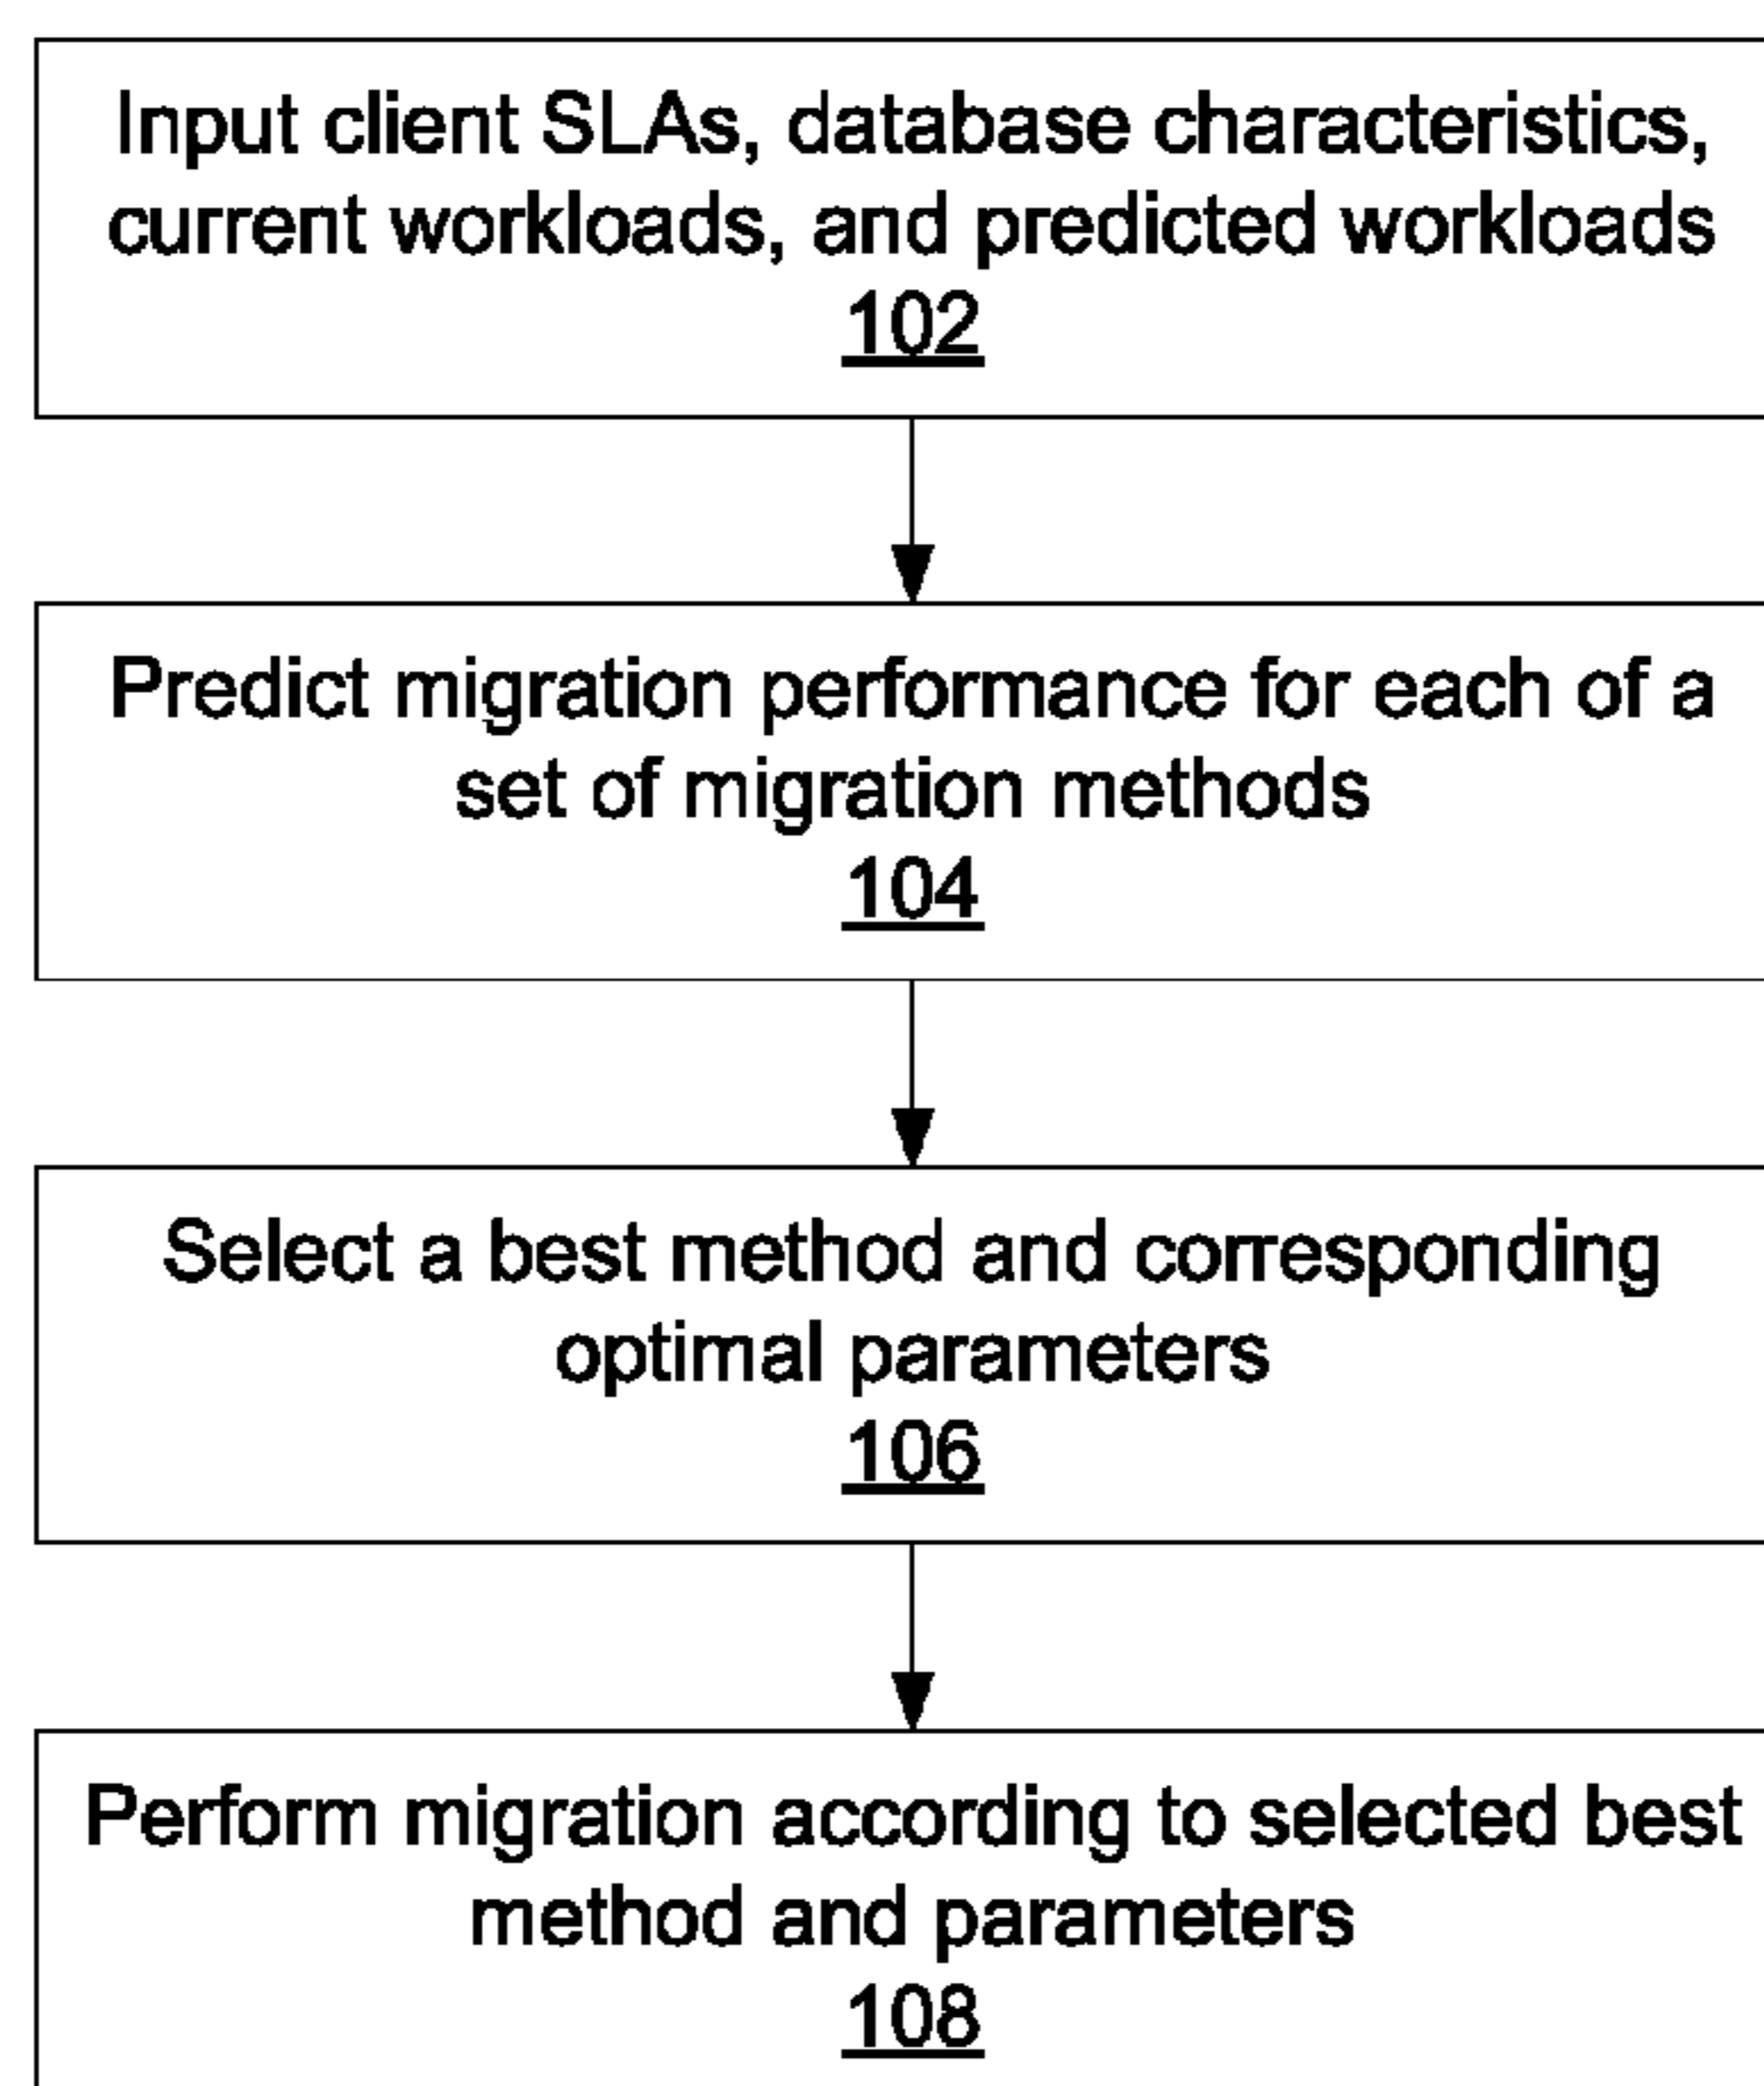 Input client SLAs, database characteristics,
current workloads, and predicted workloads
102
Predict migration performance for each of a
set of migration methods
104
Select a best method and corresponding
optimal parameters
106
Perform migration according to selected best
method and parameters
108